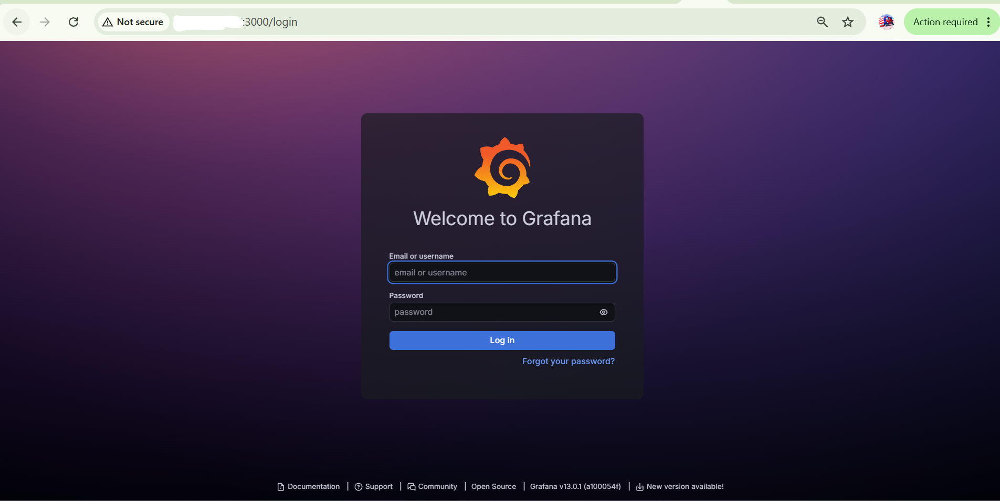 Not secure :3000/login Action required
Welcome to Grafana
Email or username
email or username
Password
password
Log in
Forgot your password?
Documentation | Support | Community | Open Source | Grafana v13.0.1 (a100054f) | New version available!